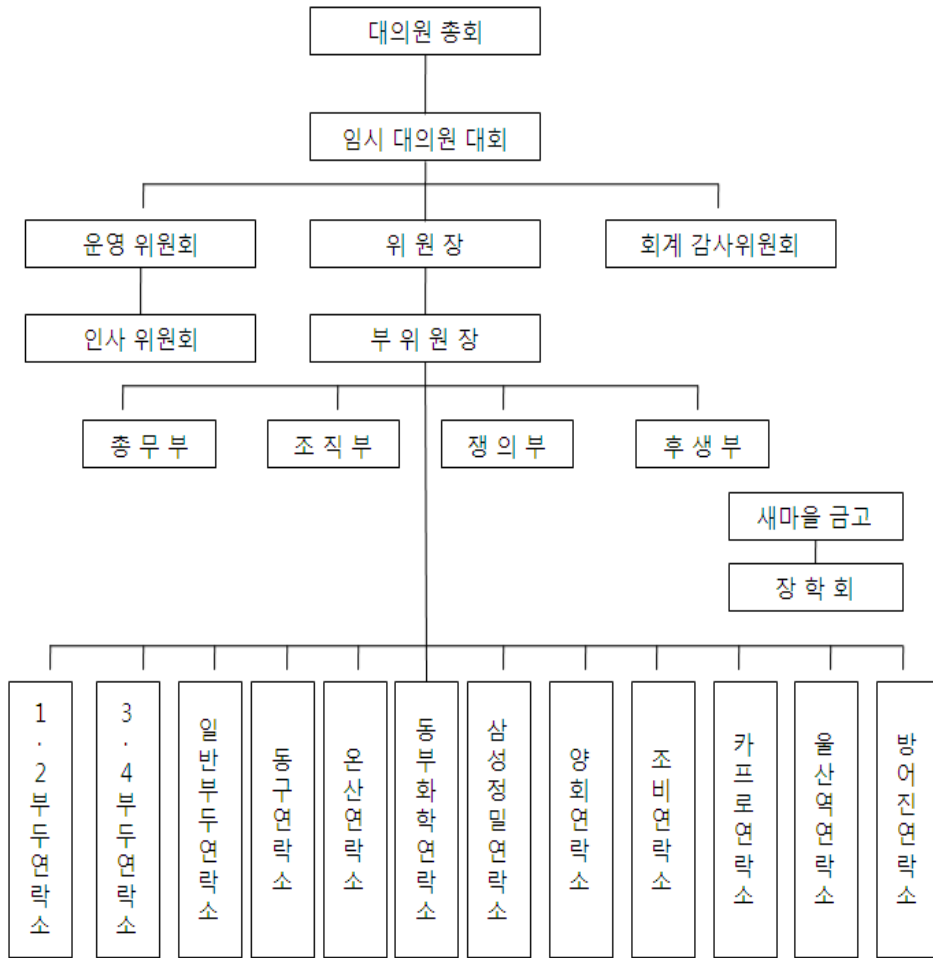 대의원 총회
임시 대의원 대회
운영 위원회
위 원 장
회계 감사위원회
인사 위원회
부 위 원 장
총 무 부
조 직 부
쟁 의 부
후 생 부
새마을 금고
장 학 회
1·2부두연락소
3·4부두연락소
일반부두연락소
동구연락소
온산연락소
동부화학연락소
삼성정밀연락소
양회연락소
조비연락소
카프로연락소
울산역연락소
방어진연락소